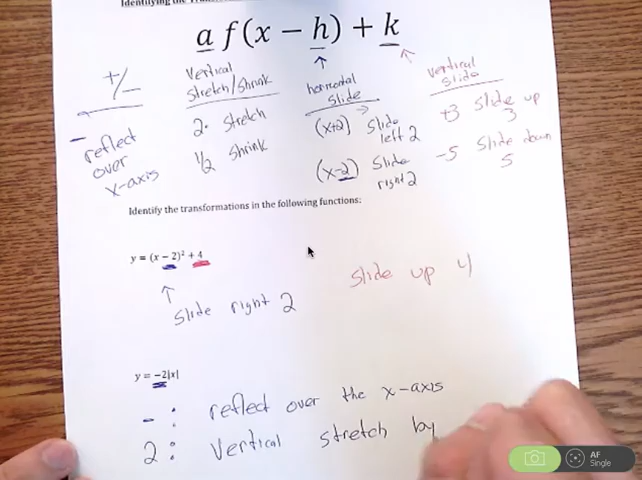 Identifying the
a f(x − h) + k
+/-
Vertical
Stretch/Shrink
horizontal
Slide
vertical
slide
-
reflect
over
x-axis
2· stretch
1/2 shrink
(x+2) Slide
left 2
(x-2) Slide
right 2
+3 slide up
3
-5 Slide down
5
Identify the transformations in the following functions:
y = (x − 2)² + 4
Slide right 2
Slide up 4
y = −2|x|
- : reflect over the x-axis
2 : Vertical stretch by
AF
Single